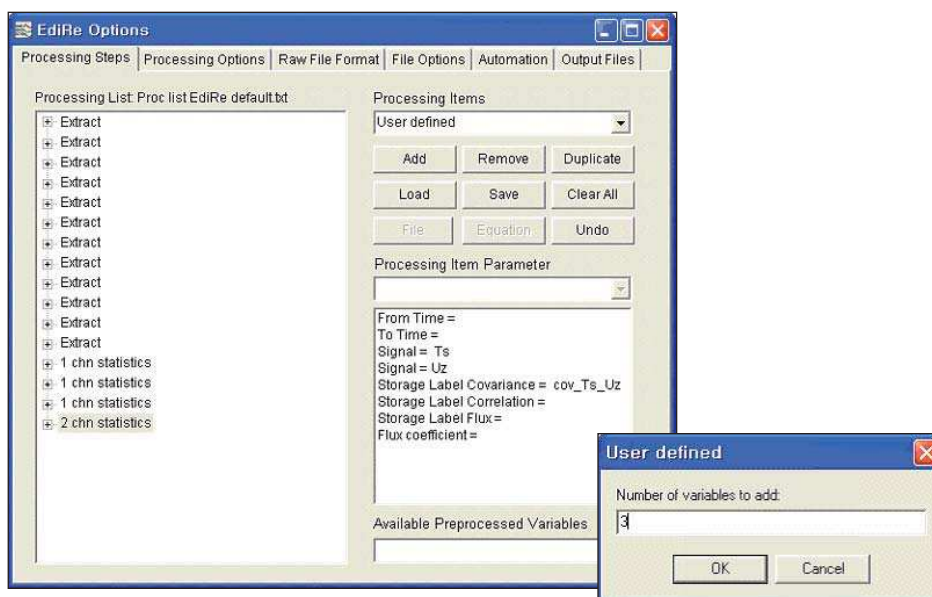 EdiRe Options
Processing Steps Processing Options Raw File Format File Options Automation Output Files
Processing List: Proc list EdiRe default.txt
Extract
Extract
Extract
Extract
Extract
Extract
Extract
Extract
Extract
Extract
Extract
Extract
1 chn statistics
1 chn statistics
1 chn statistics
2 chn statistics
Processing Items
User defined
Add Remove Duplicate
Load Save Clear All
File Equation Undo
Processing Item Parameter
From Time =
To Time =
Signal = Ts
Signal = Uz
Storage Label Covariance = cov_Ts_Uz
Storage Label Correlation =
Storage Label Flux =
Flux coefficient =
Available Preprocessed Variables
User defined
Number of variables to add:
3
OK Cancel